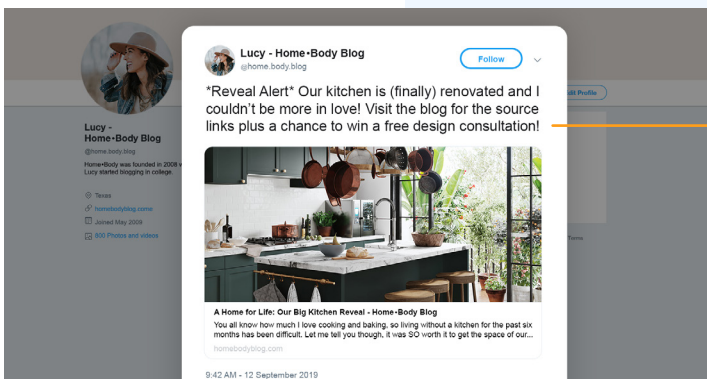 Lucy - Home•Body Blog
@home.body.blog
Follow
*Reveal Alert* Our kitchen is (finally) renovated and I
couldn't be more in love! Visit the blog for the source
links plus a chance to win a free design consultation!
A Home for Life: Our Big Kitchen Reveal - Home•Body Blog
You all know how much I love cooking and baking, so living without a kitchen for the past six
months has been difficult. Let me tell you though, it was SO worth it to get the space of our...
homebodyblog.com
9:42 AM - 12 September 2019
Lucy -
Home•Body Blog
@home.body.blog
Home•Body was founded in 2008 w
Lucy started blogging in college.
Texas
homebodyblog.come
Joined May 2009
600 Photos and videos
dit Profile
Terms